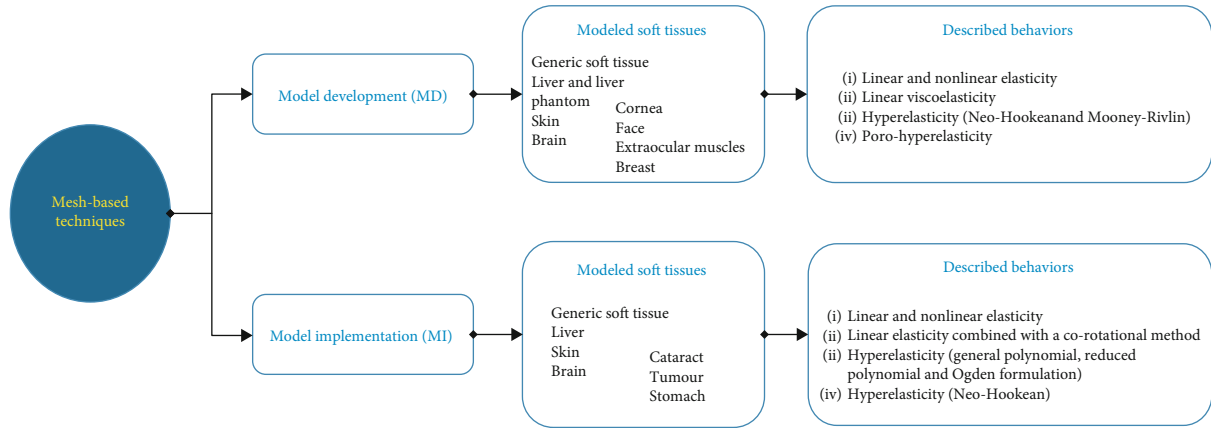 Mesh-based
techniques
Model development (MD)
Modeled soft tissues
Generic soft tissue
Liver and liver
phantom
Skin
Brain
Cornea
Face
Extraocular muscles
Breast
Described behaviors
(i) Linear and nonlinear elasticity
(ii) Linear viscoelasticity
(ii) Hyperelasticity (Neo-Hookeanand Mooney-Rivlin)
(iv) Poro-hyperelasticity
Model implementation (MI)
Modeled soft tissues
Generic soft tissue
Liver
Skin
Brain
Cataract
Tumour
Stomach
Described behaviors
(i) Linear and nonlinear elasticity
(ii) Linear elasticity combined with a co-rotational method
(ii) Hyperelasticity (general polynomial, reduced
polynomial and Ogden formulation)
(iv) Hyperelasticity (Neo-Hookean)